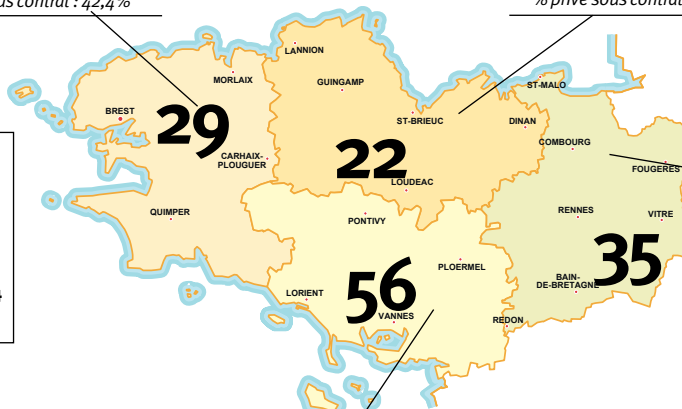 contrat : 42,4%
% privé sous contrat
LANNION
MORLAIX
GUINGAMP
ST-MALO
BREST
29
ST-BRIEUC
DINAN
COMBOURG
CARHAIX-
PLOUGUER
22
LOUDEAC
FOUGERES
QUIMPER
PONTIVY
RENNES
VITRE
35
PLOERMEL
56
BAIN-
DE-BRETAGNE
LORIENT
VANNES
REDON